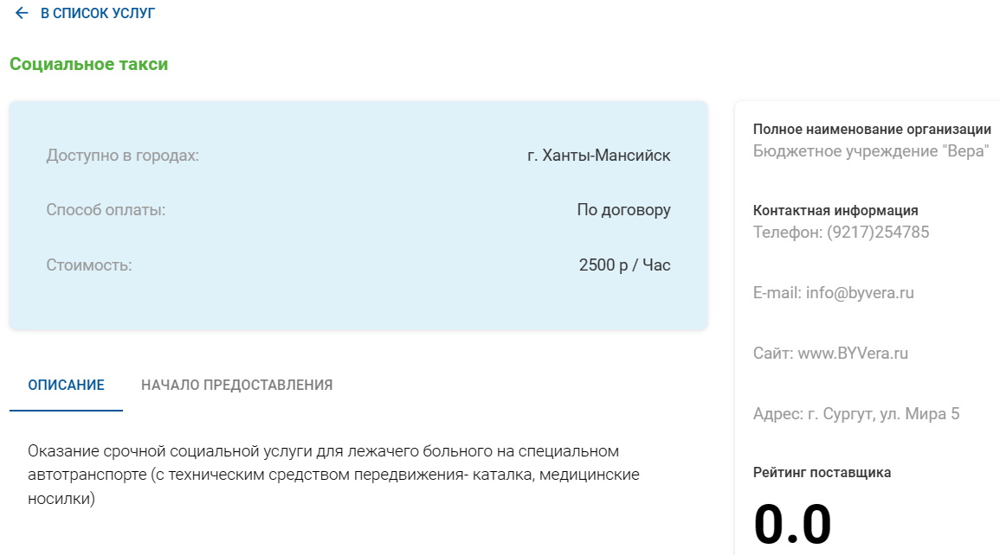 В СПИСОК УСЛУГ
Социальное такси
Доступно в городах: г. Ханты-Мансийск
Способ оплаты: По договору
Стоимость: 2500 р / Час
ОПИСАНИЕ НАЧАЛО ПРЕДОСТАВЛЕНИЯ
Оказание срочной социальной услуги для лежачего больного на специальном
автотранспорте (с техническим средством передвижения- каталка, медицинские
носилки)
Полное наименование организации
Бюджетное учреждение "Вера"
Контактная информация
Телефон: (9217)254785
E-mail: info@byvera.ru
Сайт: www.BYVera.ru
Адрес: г. Сургут, ул. Мира 5
Рейтинг поставщика
0.0